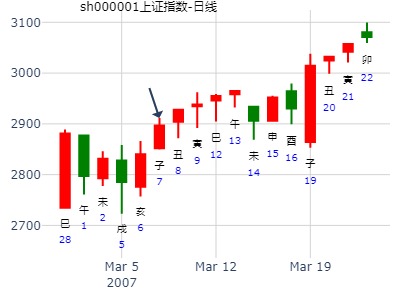 sh000001上证指数-日线
3100
3000
2900
2800
2700
巳
28
午
1
未
2
戌
5
亥
6
子
7
丑
8
寅
9
巳
12
午
13
未
14
申
15
酉
16
子
19
丑
20
寅
21
卯
22
Mar 5
2007
Mar 12
Mar 19